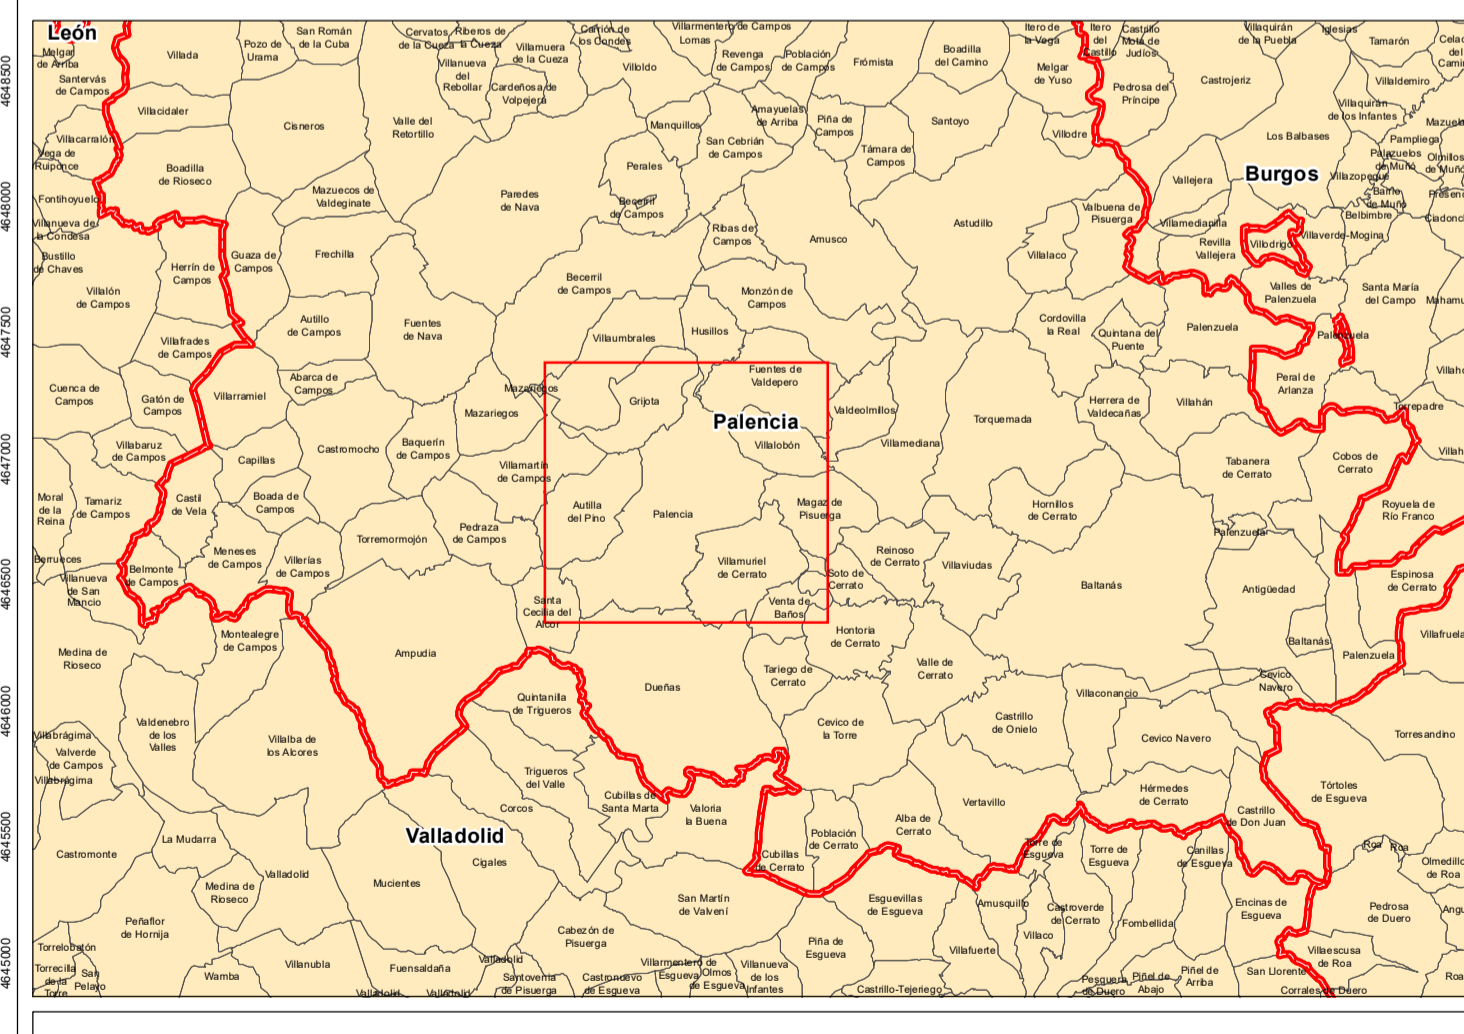 León
Melgar
de Arriba
Santervás
de Campos
Villada
Pozo de
Urama
San Román
de la Cuba
Cervatos
de la Cueza
Riberos de
la Cueza
Villanueva
del
Rebollar
Villamuera
de la Cueza
Cardeñosa de
Volpejera
Carrión de
los Condes
Villoldo
Villarmentero de Campos
Lomas
Revenga
de Campos
Población
de Campos
Frómista
Boadilla
del Camino
Itero de
la Vega
Melgar
de Yuso
Itero
del
Castillo
Castrillo
Mota de
Judíos
Pedrosa del
Príncipe
Villaquirán
de la Puebla
Castrojeriz
Iglesias
Tamarón
Villaldemiro
Villaquirán
de los Infantes
Los Balbases
Pampliega
Palazuelos
de Muñó
Villazopeque
Barrio
de Muño
Belbimbre
4648500
Villacidaler
Villacarralón
Vega de
Ruiponce
Cisneros
Valle del
Retortillo
Boadilla
de Rioseco
Manquillos
Perales
San Cebrián
de Campos
Amayuelas
de Arriba
Piña de
Campos
Támara de
Campos
Santoyo
Villodre
Vallejera
Burgos
4648000
Fontihoyuelo
Villanueva de
la Condesa
Mazuecos de
Valdeginate
Paredes
de Nava
Becerril
de Campos
Ribas de
Campos
Amusco
Astudillo
Valbuena de
Pisuerga
Villamedianilla
Revilla
Vallejera
Villodrigo
Villaverde-Mogina
Bustillo
de Chaves
Villalón
de Campos
Herrín de
Campos
Guaza de
Campos
Frechilla
Becerril
de Campos
Monzón de
Campos
Villalaco
Valles de
Palenzuela
Santa María
del Campo
4647500
Villafrades
de Campos
Autillo
de Campos
Fuentes
de Nava
Villaumbrales
Husillos
Cordovilla
la Real
Quintana del
Puente
Palenzuela
Palenzuela
Cuenca de
Campos
Gatón de
Campos
Villarramiel
Abarca de
Campos
Mazariegos
Mazariegos
Grijota
Fuentes de
Valdepero
Palencia
Valdeolmillos
Torquemada
Herrera de
Valdecañas
Villahán
Peral de
Arlanza
Torrepadre
4647000
Villabaruz
de Campos
Capillas
Castromocho
Baquerín
de Campos
Villamartín
de Campos
Villalobón
Villamediana
Tabanera
de Cerrato
Cobos de
Cerrato
Moral
de la
Reina
Tamariz
de Campos
Castil
de Vela
Boada de
Campos
Torremormojón
Pedraza
de Campos
Autilla
del Pino
Palencia
Magaz de
Pisuerga
Hornillos
de Cerrato
Royuela de
Río Franco
4646500
Berrueces
Villanueva
de San
Mancio
Belmonte
de Campos
Meneses
de Campos
Villerías
de Campos
Santa
Cecilia del
Alcor
Villamuriel
de Cerrato
Venta de
Baños
Soto de
Cerrato
Reinoso
de Cerrato
Villaviudas
Baltanás
Antigüedad
Espinosa
de Cerrato
Medina de
Rioseco
Montealegre
de Campos
Ampudia
Dueñas
Hontoria
de Cerrato
Tariego de
Cerrato
Valle de
Cerrato
Villaconancio
Baltanás
Palenzuela
Cevico
Navero
4646000
Villabrágima
Valverde
de Campos
Villabrágima
Valdenebro
de los
Valles
Villalba de
los Alcores
Quintanilla
de Trigueros
Trigueros
del Valle
Cevico de
la Torre
Castrillo
de Onielo
Cevico Navero
Torresandino
4645500
Castromonte
La Mudarra
Valladolid
Corcos
Cubillas de
Santa Marta
Valoria
la Buena
Población
de Cerrato
Alba de
Cerrato
Vertavillo
Hérmedes
de Cerrato
Castrillo
de Don Juan
Tórtoles
de Esgueva
Medina de
Rioseco
Valladolid
Mucientes
Cigales
San Martín
de Valvení
Cubillas
de Cerrato
Esguevillas
de Esgueva
Torre de
Esgueva
Torre de
Esgueva
Canillas
de Esgueva
Encinas de
Esgueva
Roa
Roa
Olmedillo
de Roa
4645000
Peñaflor
de Hornija
Torrelobatón
Torrecilla
de la
Torre
San
Pelayo
Wamba
Villanubla
Fuensaldaña
Valladolid
Valladolid
Valladolid
Santovenia
de Pisuerga
Cabezón de
Pisuerga
Castronuevo
de Esgueva
Villarmentero de
Esgueva
Olmos
de Esgueva
Villanueva
de los
Infantes
Piña de
Esgueva
Castrillo-Tejeriego
Villafuerte
Amusquillo
Villaco
Castroverde
de Cerrato
Fombellida
Pesquera
de Duero
Piñel de
Abajo
Piñel de
Arriba
San Llorente
Corrales de Duero
Villaescusa
de Roa
Pedrosa
de Duero
Roa